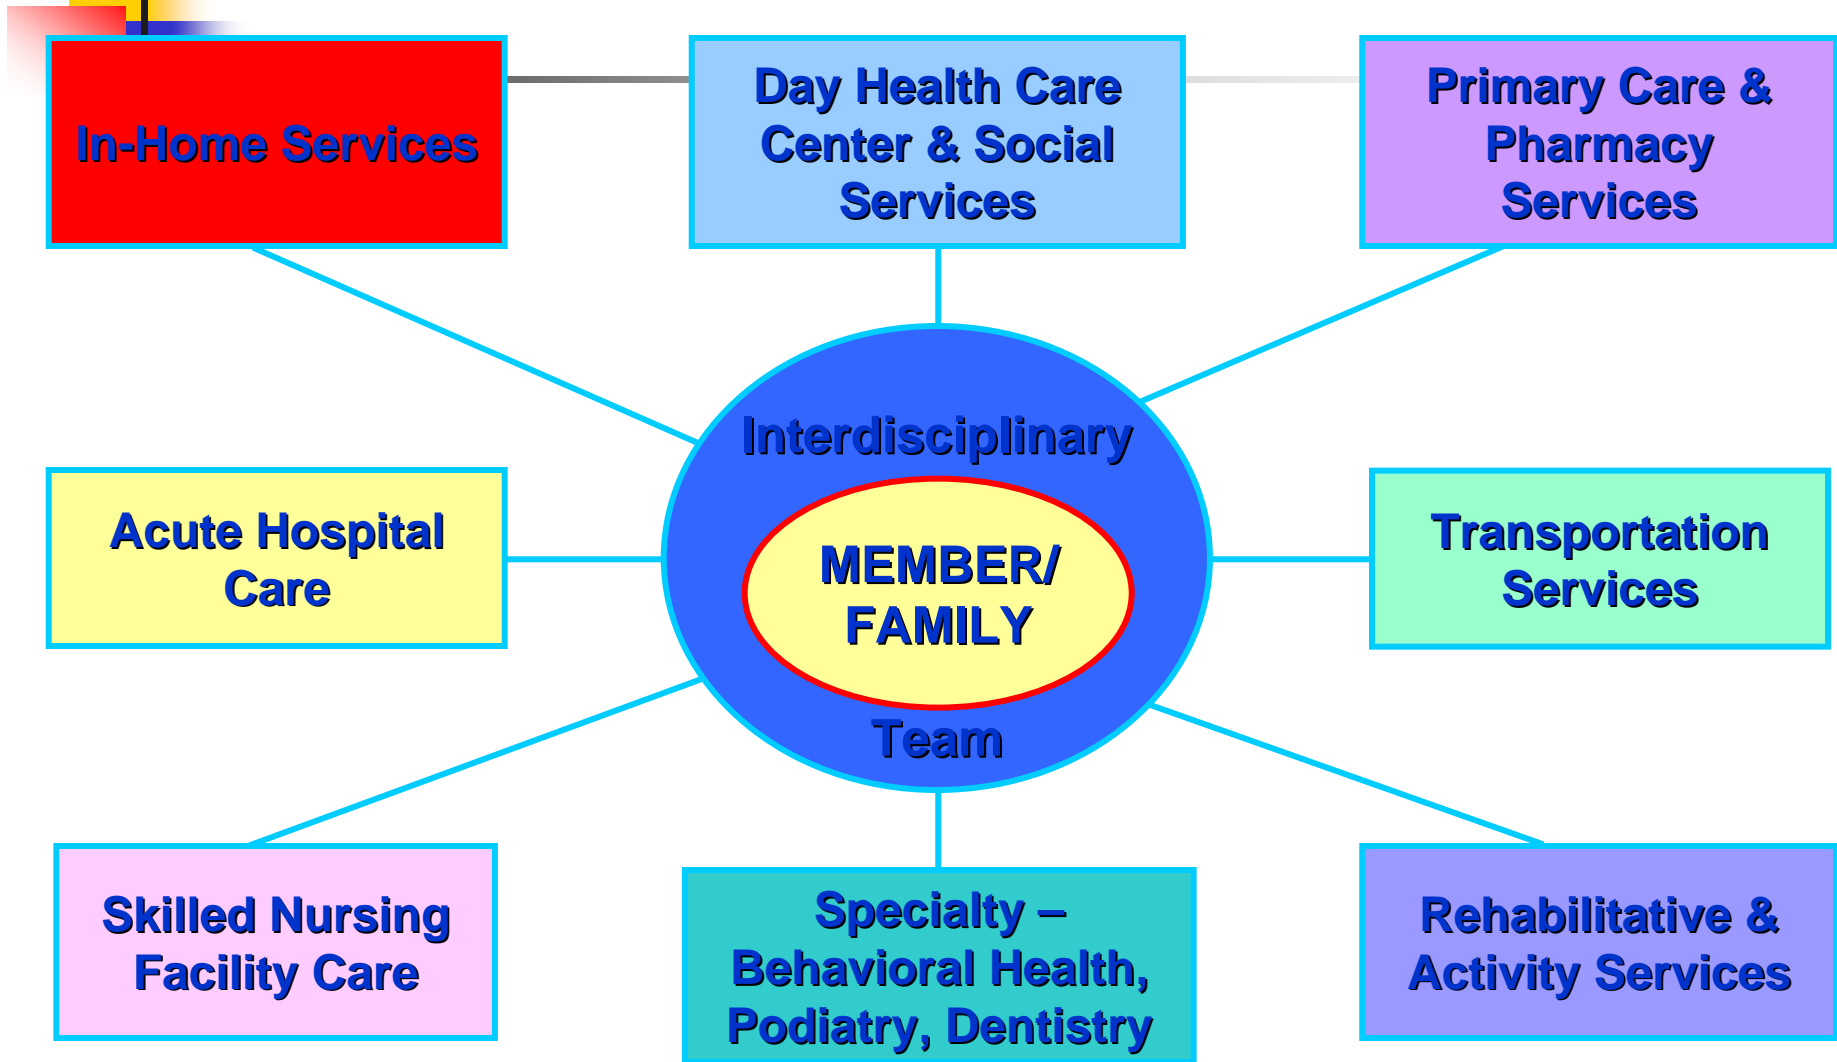 In-Home Services
Day Health Care
Center & Social
Services
Primary Care &
Pharmacy
Services
Interdisciplinary
MEMBER/
FAMILY
Team
Acute Hospital
Care
Transportation
Services
Skilled Nursing
Facility Care
Specialty –
Behavioral Health,
Podiatry, Dentistry
Rehabilitative &
Activity Services